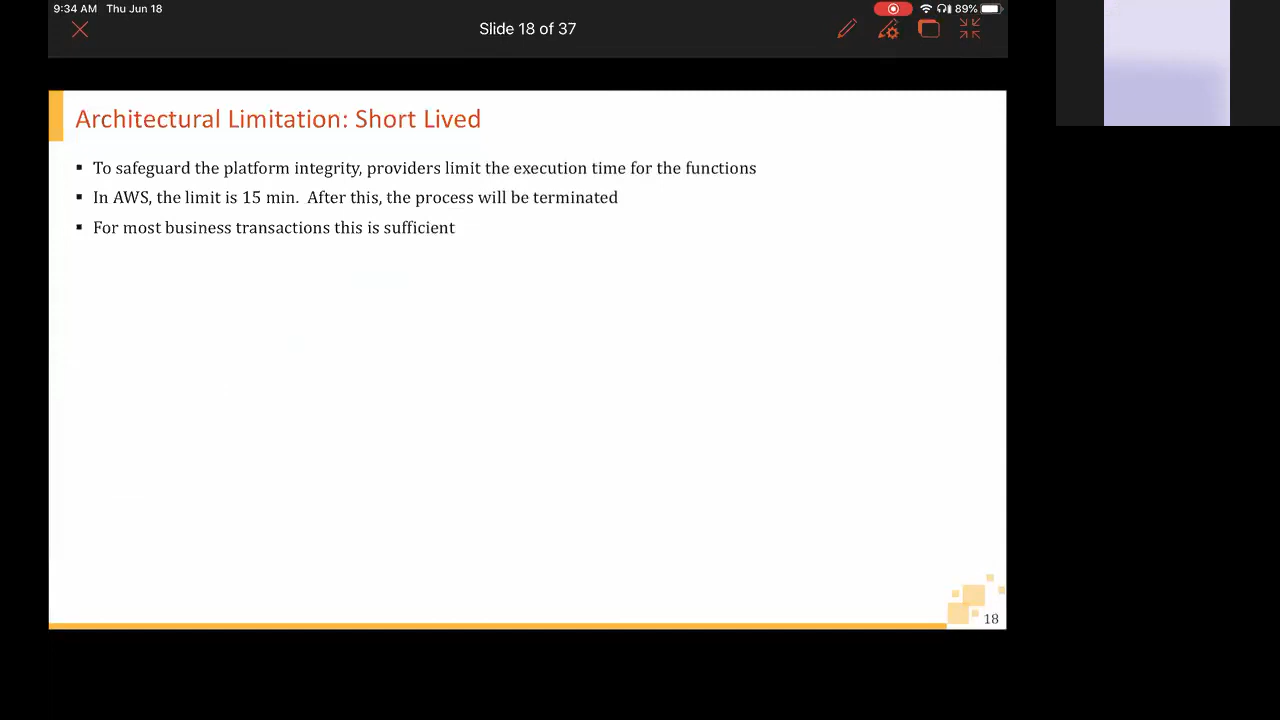 9:34 AM Thu Jun 18
89%
Slide 18 of 37
Architectural Limitation: Short Lived
▪ To safeguard the platform integrity, providers limit the execution time for the functions
▪ In AWS, the limit is 15 min. After this, the process will be terminated
▪ For most business transactions this is sufficient
18